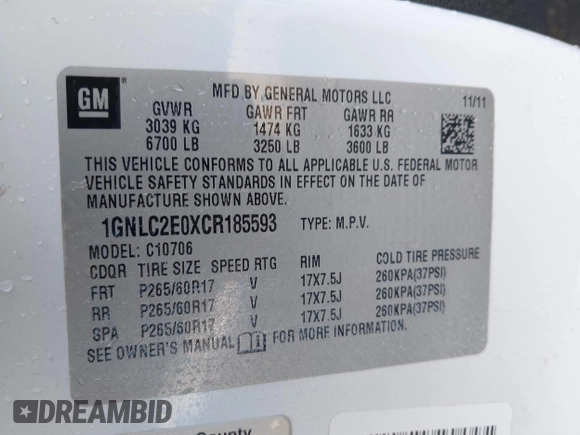 GM
MFD BY GENERAL MOTORS LLC
11/11
GVWR GAWR FRT GAWR RR
3039 KG 1474 KG 1633 KG
6700 LB 3250 LB 3600 LB
THIS VEHICLE CONFORMS TO ALL APPLICABLE U.S. FEDERAL MOTOR
VEHICLE SAFETY STANDARDS IN EFFECT ON THE DATE OF
MANUFACTURE SHOWN ABOVE.
1GNLC2E0XCR185593 TYPE: M.P.V.
MODEL: C10706
CDQR TIRE SIZE SPEED RTG RIM COLD TIRE PRESSURE
FRT P265/60R17 V 17X7.5J 260KPA(37PSI)
RR P265/60R17 V 17X7.5J 260KPA(37PSI)
SPA P265/60R17 V 17X7.5J 260KPA(37PSI)
SEE OWNER'S MANUAL FOR MORE INFORMATION.
DREAMBID
County